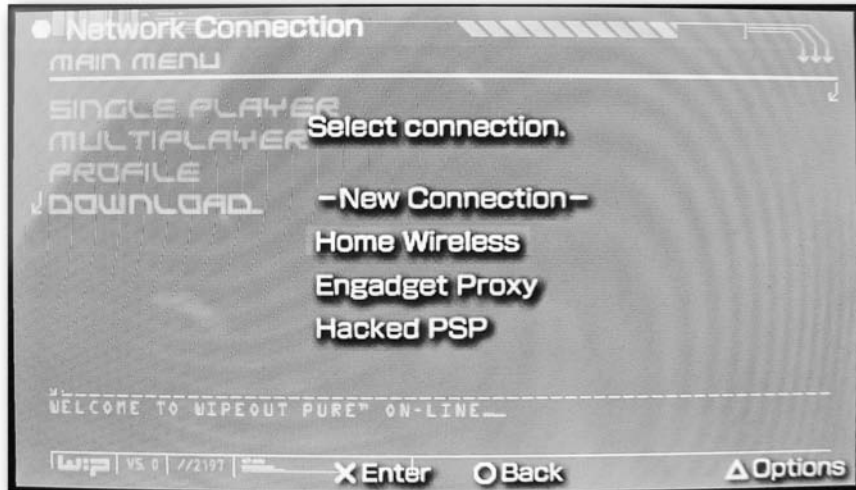 Network Connection
MAIN MENU
SINGLE PLAYER
MULTIPLAYER
PROFILE
DOWNLOAD
Select connection.
-New Connection-
Home Wireless
Engadget Proxy
Hacked PSP
WELCOME TO WIPEOUT PURE™ ON-LINE
wip V5.0 //2197
X Enter O Back △ Options